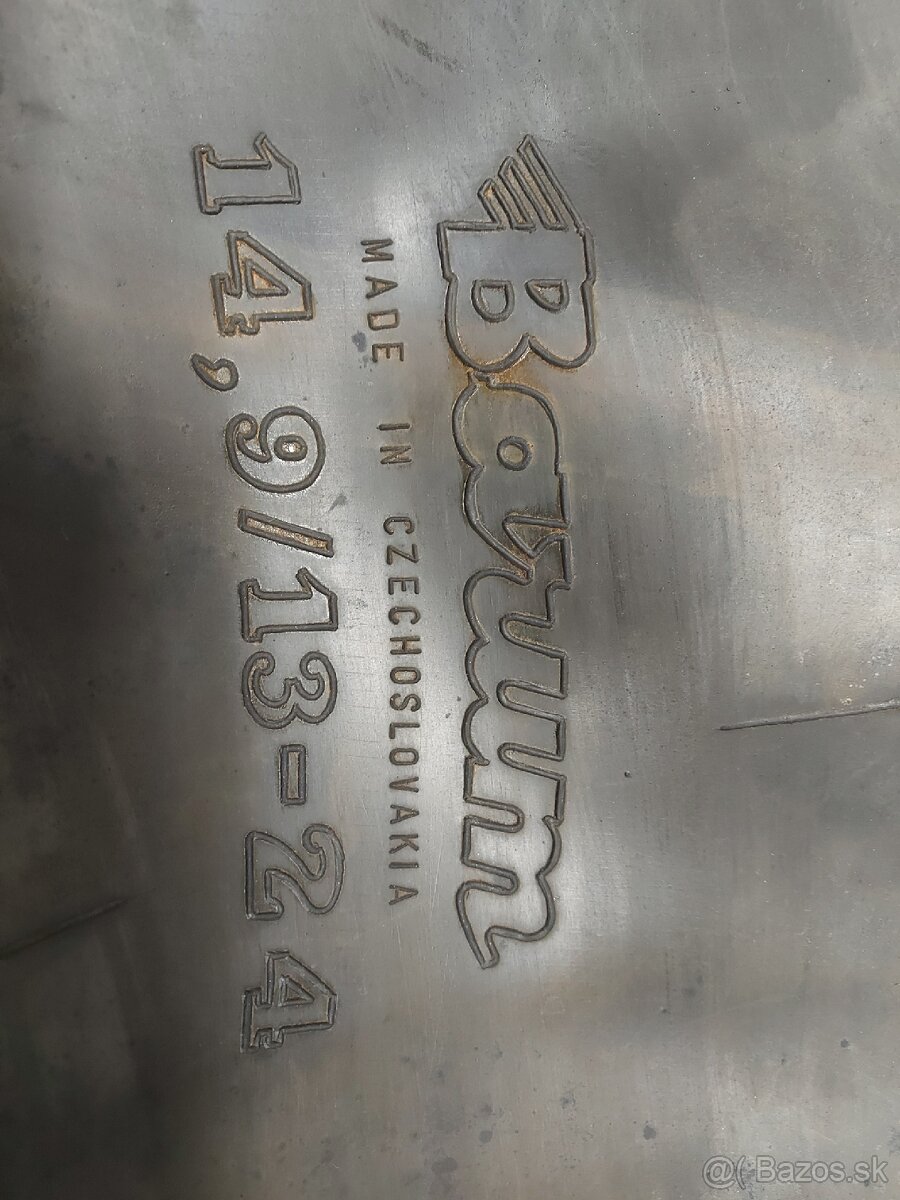 Barum
MADE IN CZECHOSLOVAKIA
14,9/13-24
@( Bazos.sk